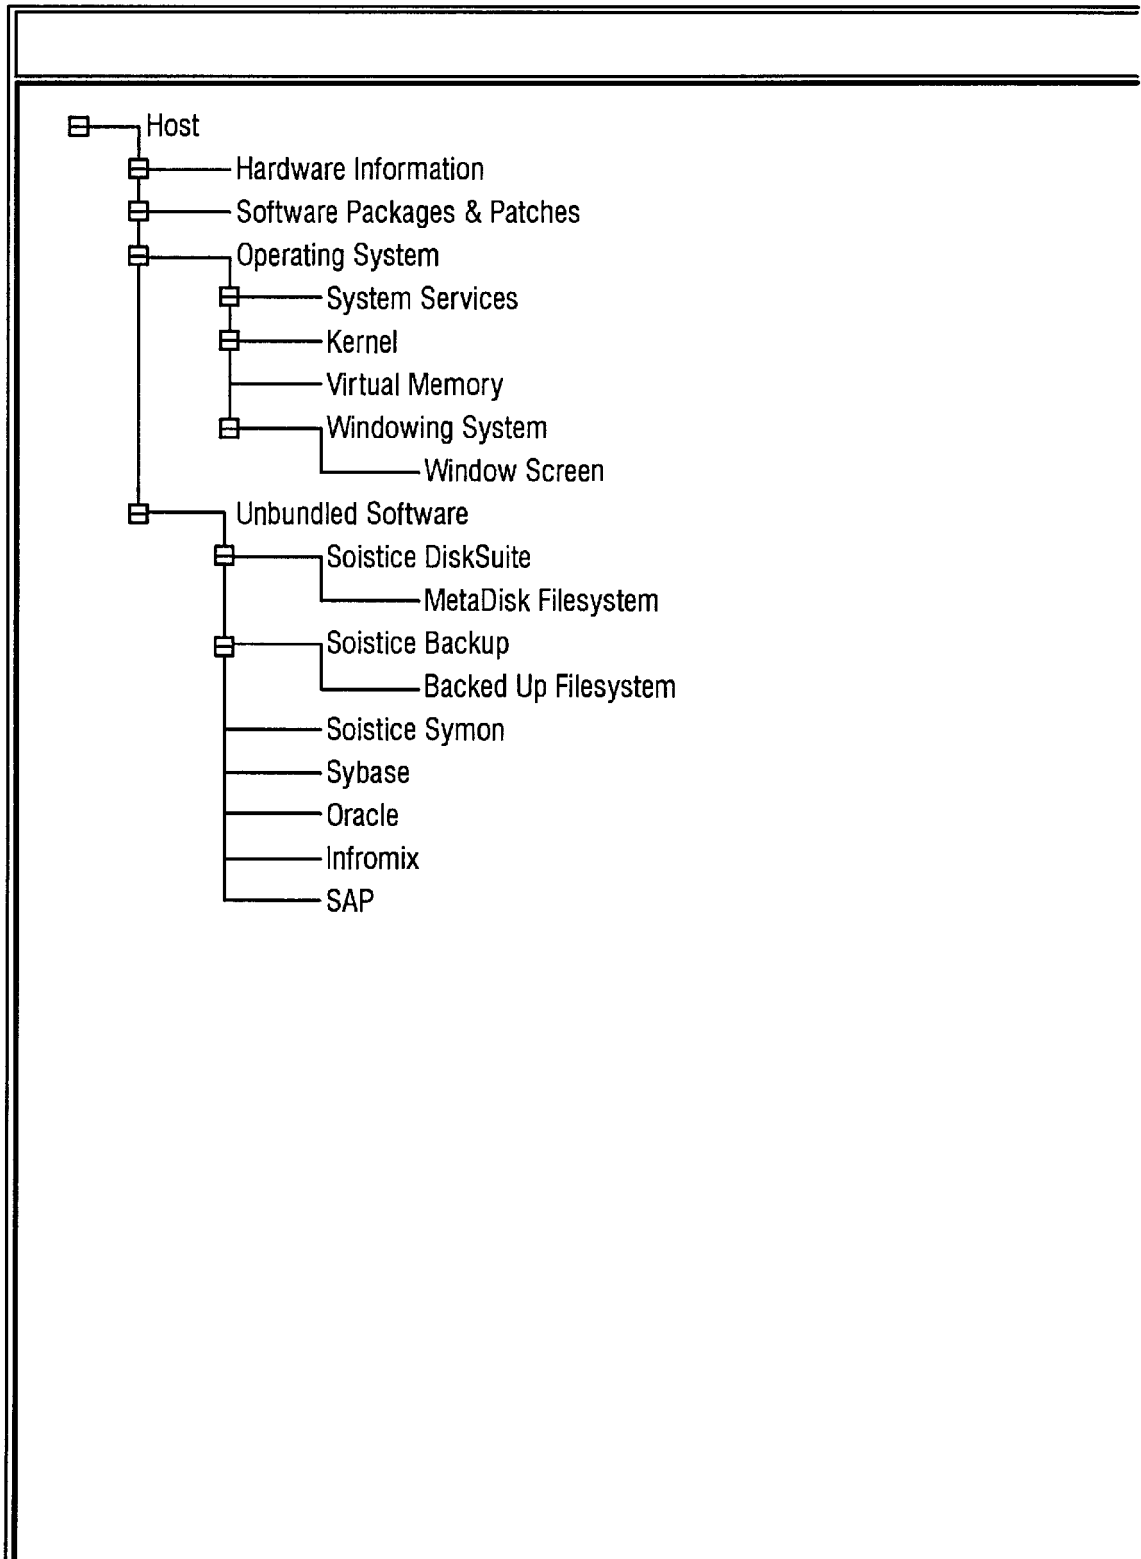 Host
Hardware Information
Software Packages & Patches
Operating System
System Services
Kernel
Virtual Memory
Windowing System
Window Screen
Unbundled Software
Soistice DiskSuite
MetaDisk Filesystem
Soistice Backup
Backed Up Filesystem
Soistice Symon
Sybase
Oracle
Infromix
SAP